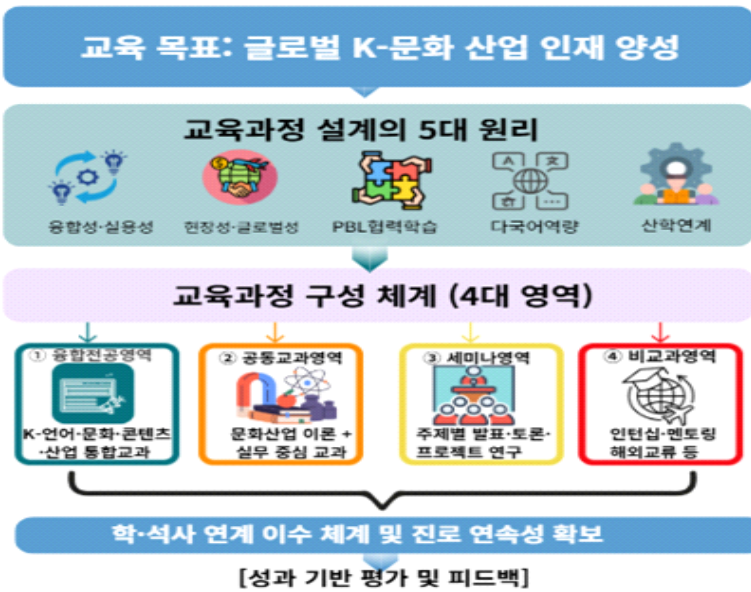 교육 목표: 글로벌 K-문화 산업 인재 양성
교육과정 설계의 5대 원리
A
文
융합성·실용성
현장성·글로벌성
PBL협력학습
다국어역량
산학연계
교육과정 구성 체계 (4대 영역)
① 융합전공영역
② 공통교과영역
③ 세미나영역
④ 비교과영역
K-언어·문화·콘텐츠
·산업 통합교과
문화산업 이론 +
실무 중심 교과
주제별 발표·토론·
프로젝트 연구
인턴십·멘토링
해외교류 등
학·석사 연계 이수 체계 및 진로 연속성 확보
[성과 기반 평가 및 피드백]